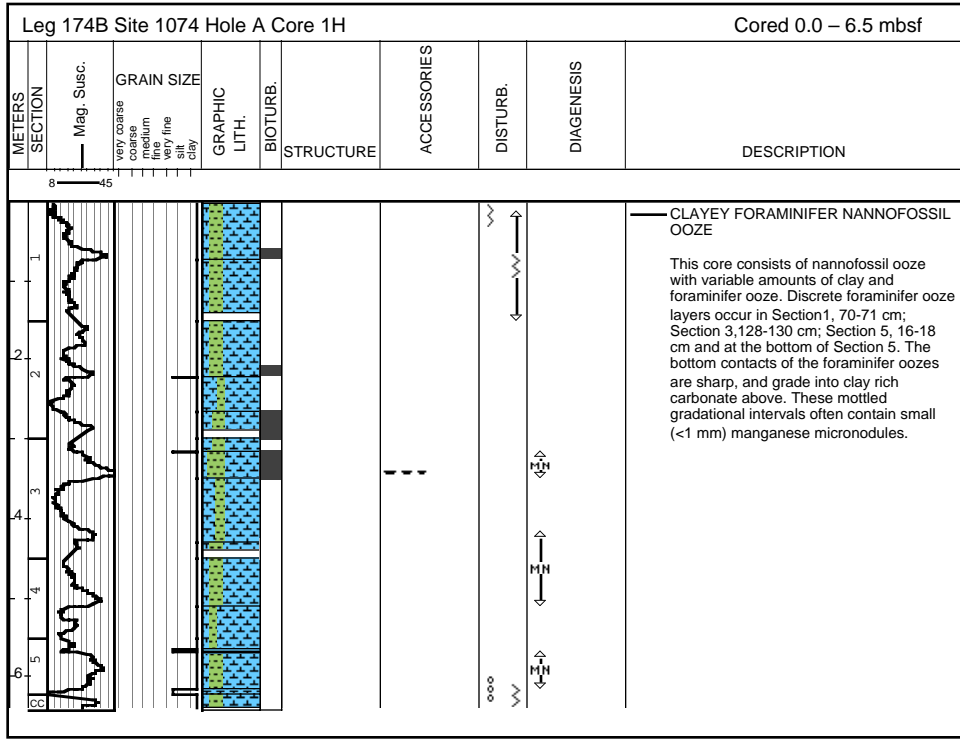 Leg 174B Site 1074 Hole A Core 1H
Cored 0.0 – 6.5 mbsf
METERS
SECTION
Mag. Susc.
GRAIN SIZE
very coarse
coarse
medium
fine
very fine
silt
clay
GRAPHIC
LITH.
BIOTURB.
STRUCTURE
ACCESSORIES
DISTURB.
DIAGENESIS
DESCRIPTION
8 45
1
2
2
3
4
4
5
6
CC
MN
MN
MN
CLAYEY FORAMINIFER NANNOFOSSIL
OOZE
This core consists of nannofossil ooze
with variable amounts of clay and
foraminifer ooze. Discrete foraminifer ooze
layers occur in Section1, 70-71 cm;
Section 3,128-130 cm; Section 5, 16-18
cm and at the bottom of Section 5. The
bottom contacts of the foraminifer oozes
are sharp, and grade into clay rich
carbonate above. These mottled
gradational intervals often contain small
(<1 mm) manganese micronodules.